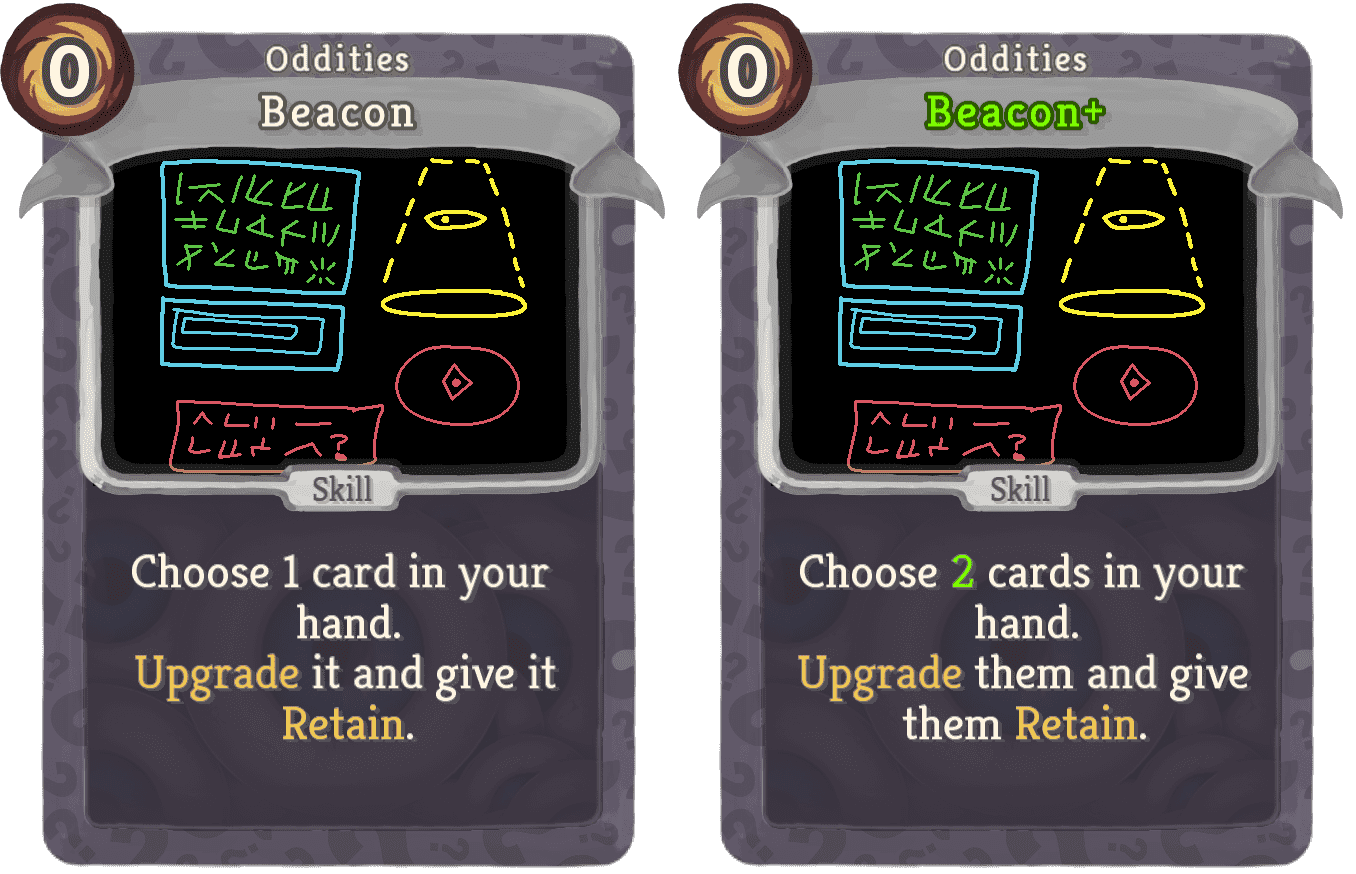 0
Oddities
Beacon
Skill
Choose 1 card in your
hand.
Upgrade it and give it
Retain.
0
Oddities
Beacon+
Skill
Choose 2 cards in your
hand.
Upgrade them and give
them Retain.